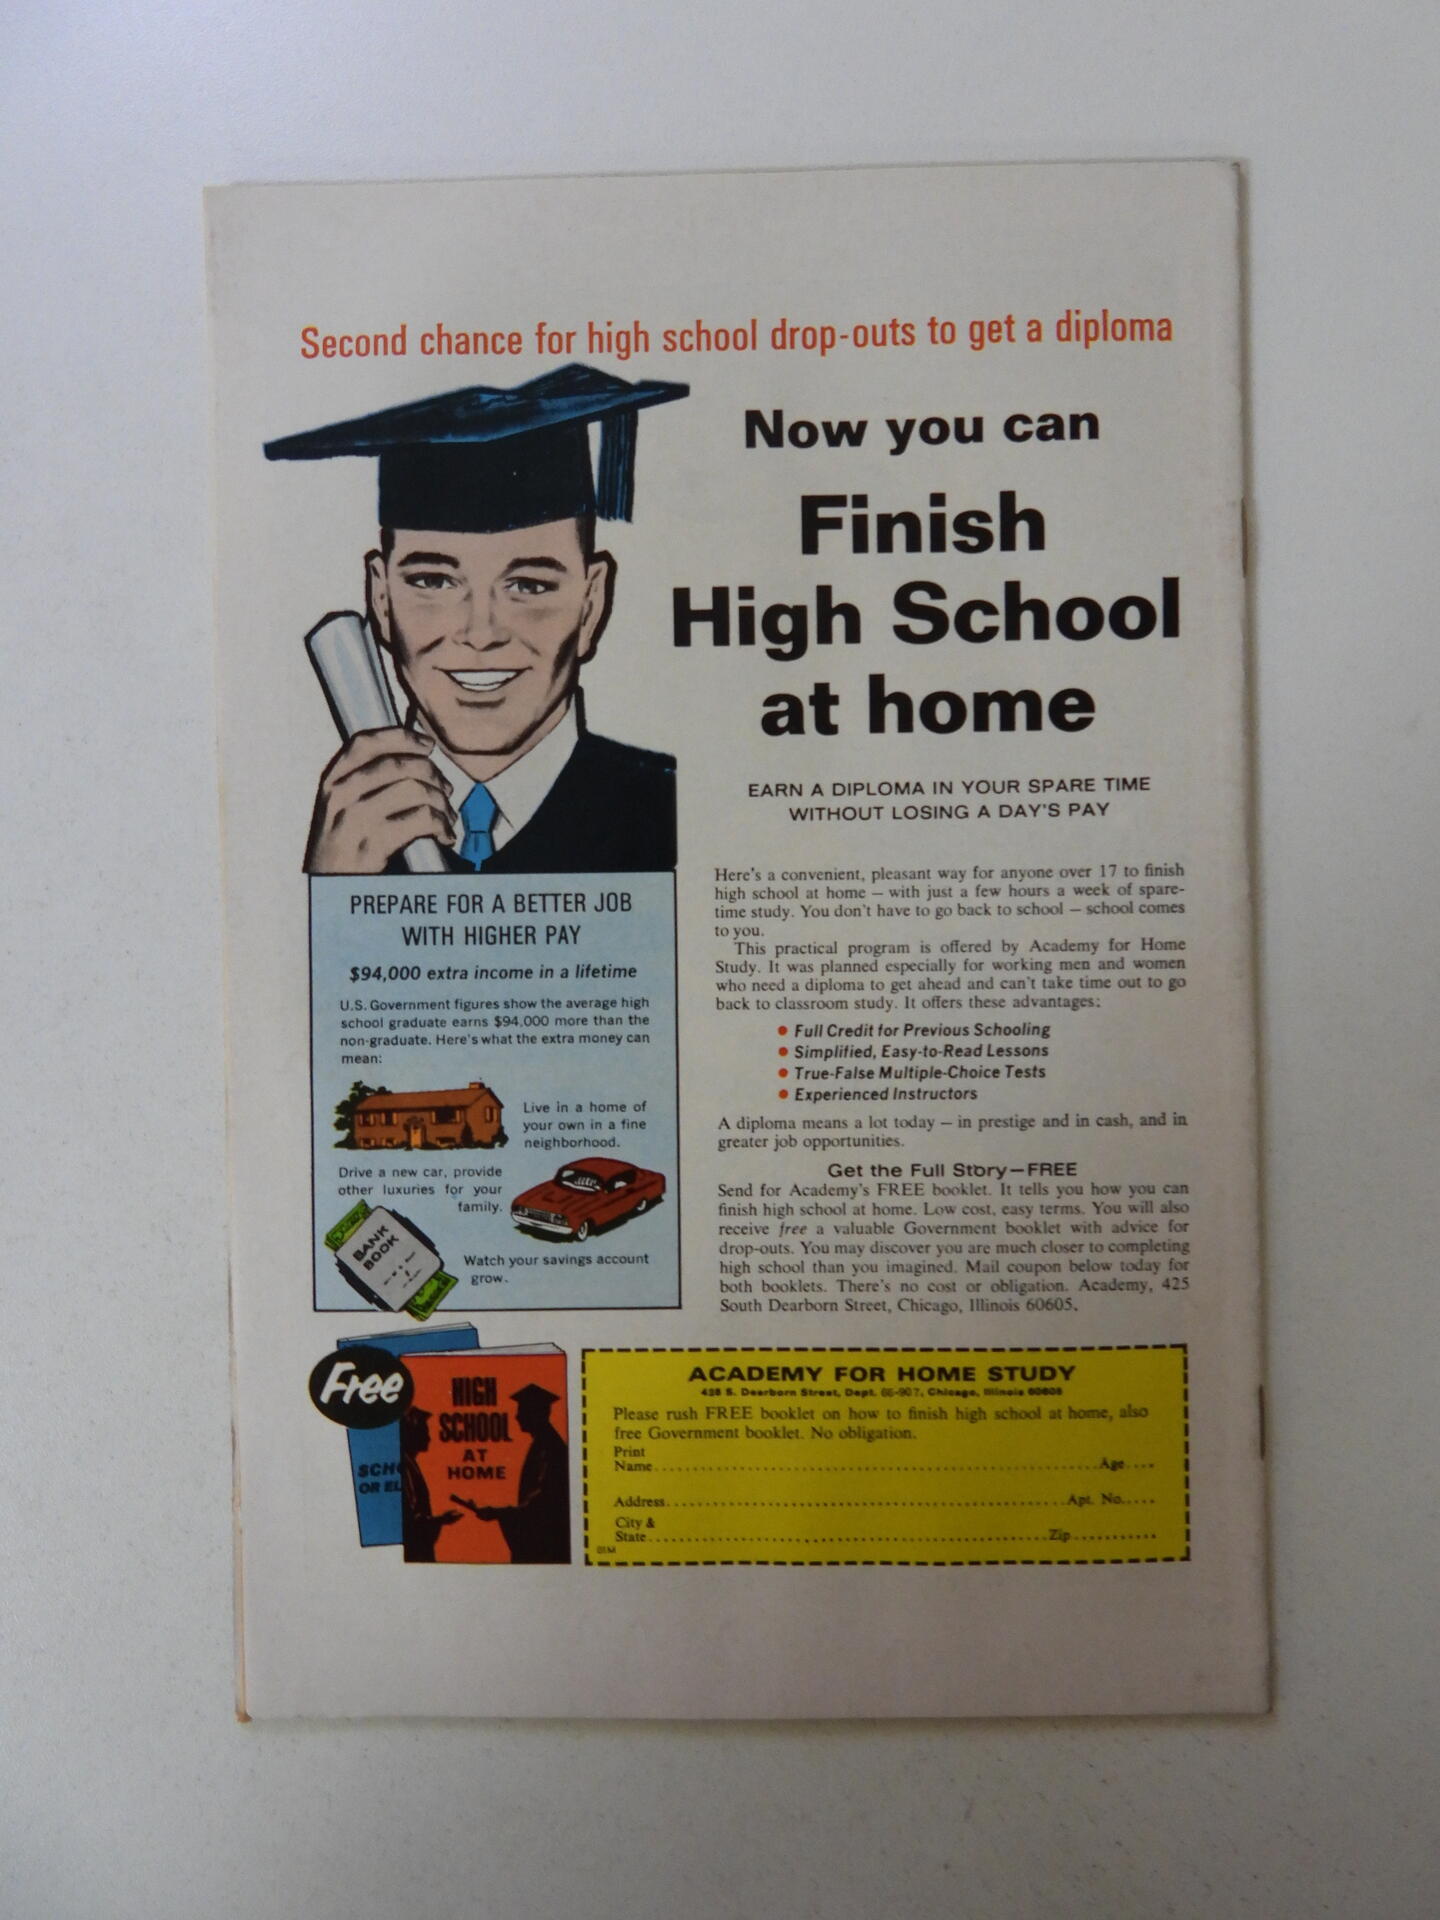 Second chance for high school drop-outs to get a diploma
Now you can
Finish
High School
at home
EARN A DIPLOMA IN YOUR SPARE TIME
WITHOUT LOSING A DAY'S PAY
Here's a convenient, pleasant way for anyone over 17 to finish
high school at home – with just a few hours a week of spare-
time study. You don't have to go back to school – school comes
to you.
This practical program is offered by Academy for Home
Study. It was planned especially for working men and women
who need a diploma to get ahead and can't take time out to go
back to classroom study. It offers these advantages:
● Full Credit for Previous Schooling
● Simplified, Easy-to-Read Lessons
● True-False Multiple-Choice Tests
● Experienced Instructors
A diploma means a lot today – in prestige and in cash, and in
greater job opportunities.
Get the Full Story–FREE
Send for Academy's FREE booklet. It tells you how you can
finish high school at home. Low cost, easy terms. You will also
receive free a valuable Government booklet with advice for
drop-outs. You may discover you are much closer to completing
high school than you imagined. Mail coupon below today for
both booklets. There's no cost or obligation. Academy, 425
South Dearborn Street, Chicago, Illinois 60605.
PREPARE FOR A BETTER JOB
WITH HIGHER PAY
$94,000 extra income in a lifetime
U.S. Government figures show the average high
school graduate earns $94,000 more than the
non-graduate. Here's what the extra money can
mean:
Live in a home of
your own in a fine
neighborhood.
Drive a new car, provide
other luxuries for your
family.
BANK
BOOK
Watch your savings account
grow.
Free
HIGH
SCHOOL
AT
HOME
SCH
OR EL
ACADEMY FOR HOME STUDY
425 S. Dearborn Street, Dept. 66-907, Chicago, Illinois 60605
Please rush FREE booklet on how to finish high school at home, also
free Government booklet. No obligation.
Print
Name Age
Address Apt. No.
City &
State Zip
01M